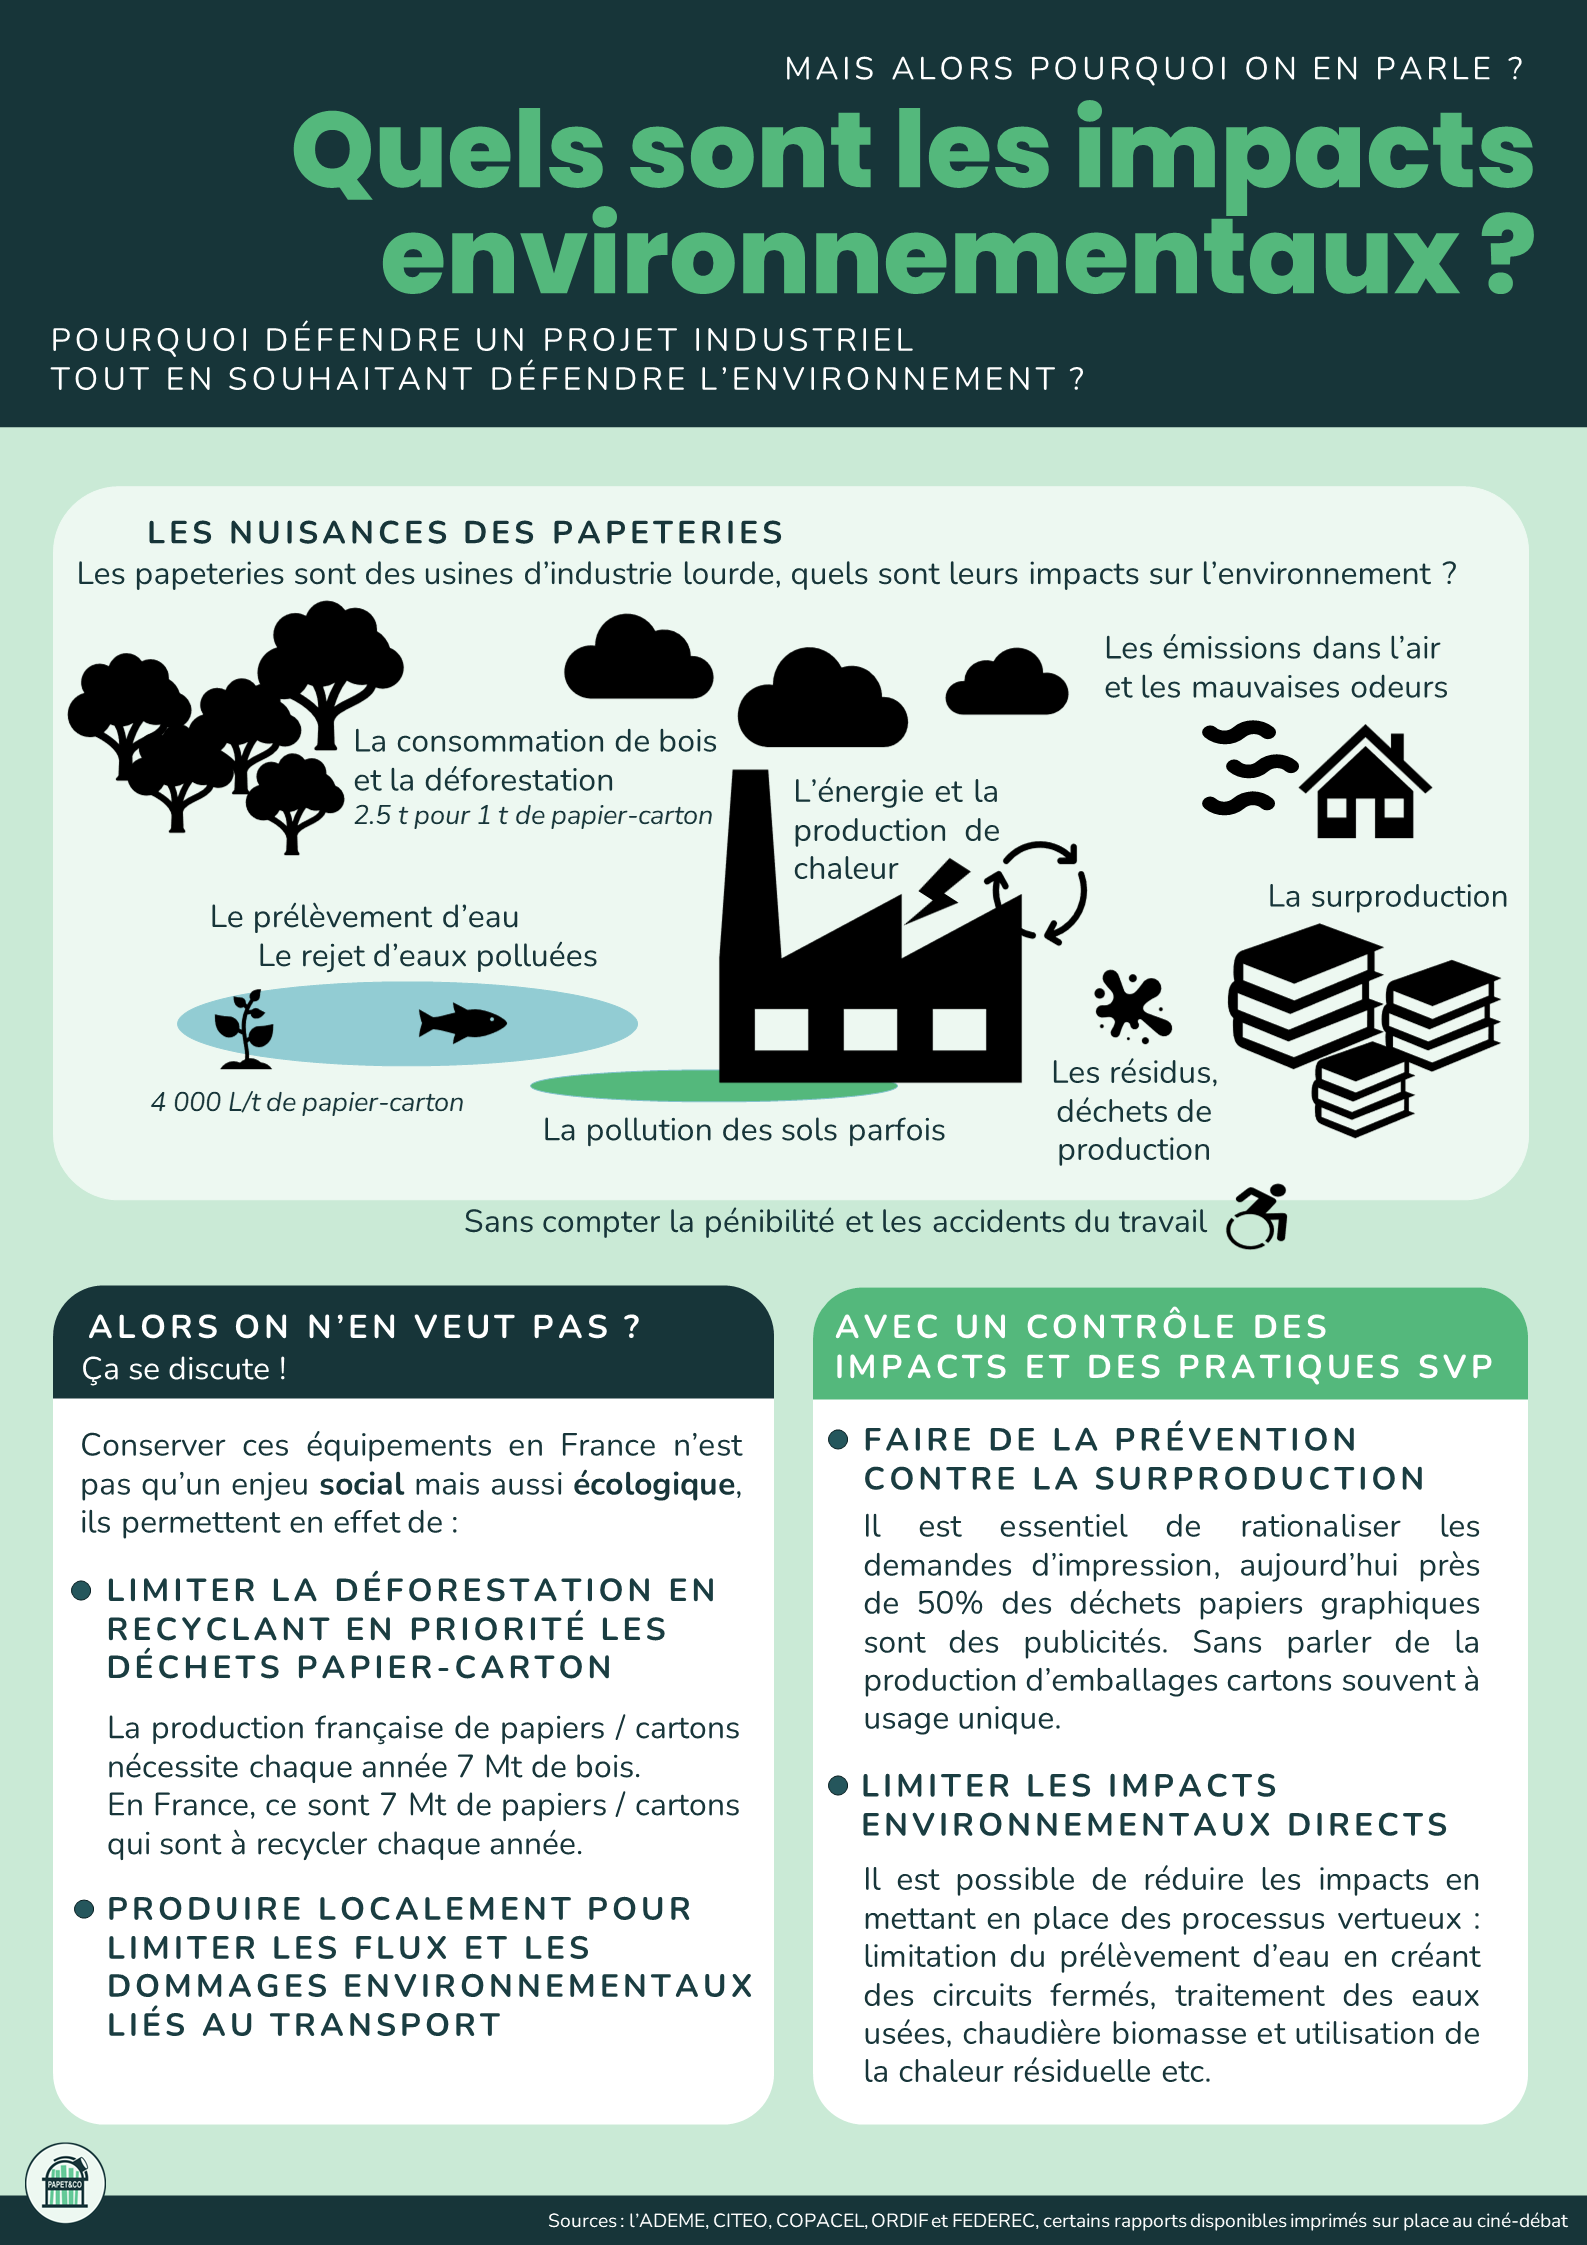 MAIS ALORS POURQUOI ON EN PARLE ?
Quels sont les impacts
environnementaux ?
POURQUOI DÉFENDRE UN PROJET INDUSTRIEL
TOUT EN SOUHAITANT DÉFENDRE L'ENVIRONNEMENT ?
LES NUISANCES DES PAPETERIES
Les papeteries sont des usines d'industrie lourde, quels sont leurs impacts sur l'environnement ?
Les émissions dans l'air
et les mauvaises odeurs
La consommation de bois
et la déforestation
2.5 t pour 1 t de papier-carton
L'énergie et la
production de
chaleur
La surproduction
Le prélèvement d'eau
Le rejet d'eaux polluées
4 000 L/t de papier-carton
La pollution des sols parfois
Les résidus,
déchets de
production
Sans compter la pénibilité et les accidents du travail
ALORS ON N'EN VEUT PAS ?
Ça se discute !
Conserver ces équipements en France n'est
pas qu'un enjeu social mais aussi écologique,
ils permettent en effet de :
LIMITER LA DÉFORESTATION EN
RECYCLANT EN PRIORITÉ LES
DÉCHETS PAPIER-CARTON
La production française de papiers / cartons
nécessite chaque année 7 Mt de bois.
En France, ce sont 7 Mt de papiers / cartons
qui sont à recycler chaque année.
PRODUIRE LOCALEMENT POUR
LIMITER LES FLUX ET LES
DOMMAGES ENVIRONNEMENTAUX
LIÉS AU TRANSPORT
AVEC UN CONTRÔLE DES
IMPACTS ET DES PRATIQUES SVP
FAIRE DE LA PRÉVENTION
CONTRE LA SURPRODUCTION
Il est essentiel de rationaliser les
demandes d'impression, aujourd'hui près
de 50% des déchets papiers graphiques
sont des publicités. Sans parler de la
production d'emballages cartons souvent à
usage unique.
LIMITER LES IMPACTS
ENVIRONNEMENTAUX DIRECTS
Il est possible de réduire les impacts en
mettant en place des processus vertueux :
limitation du prélèvement d'eau en créant
des circuits fermés, traitement des eaux
usées, chaudière biomasse et utilisation de
la chaleur résiduelle etc.
PAPET&CO
Sources : l'ADEME, CITEO, COPACEL, ORDIF et FEDEREC, certains rapports disponibles imprimés sur place au ciné-débat